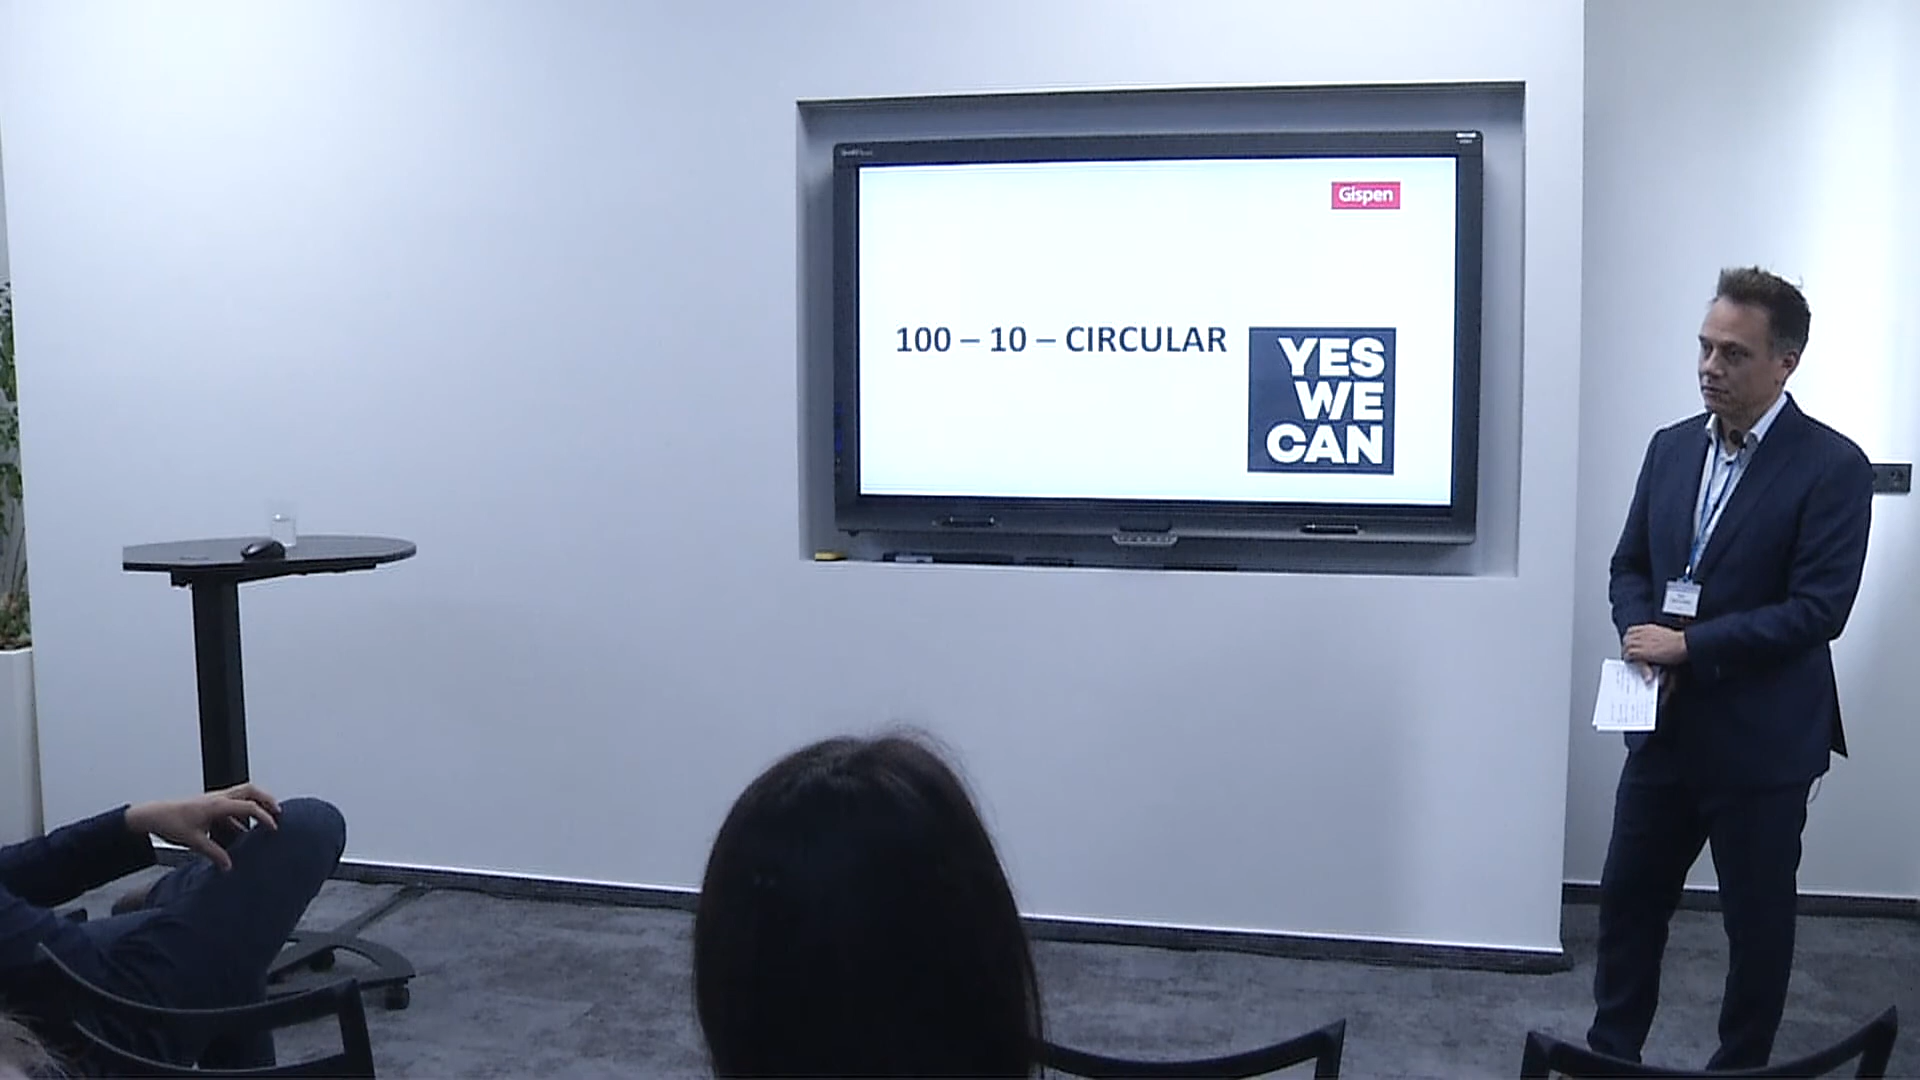 Gispen
100 – 10 – CIRCULAR
YES
WE
CAN